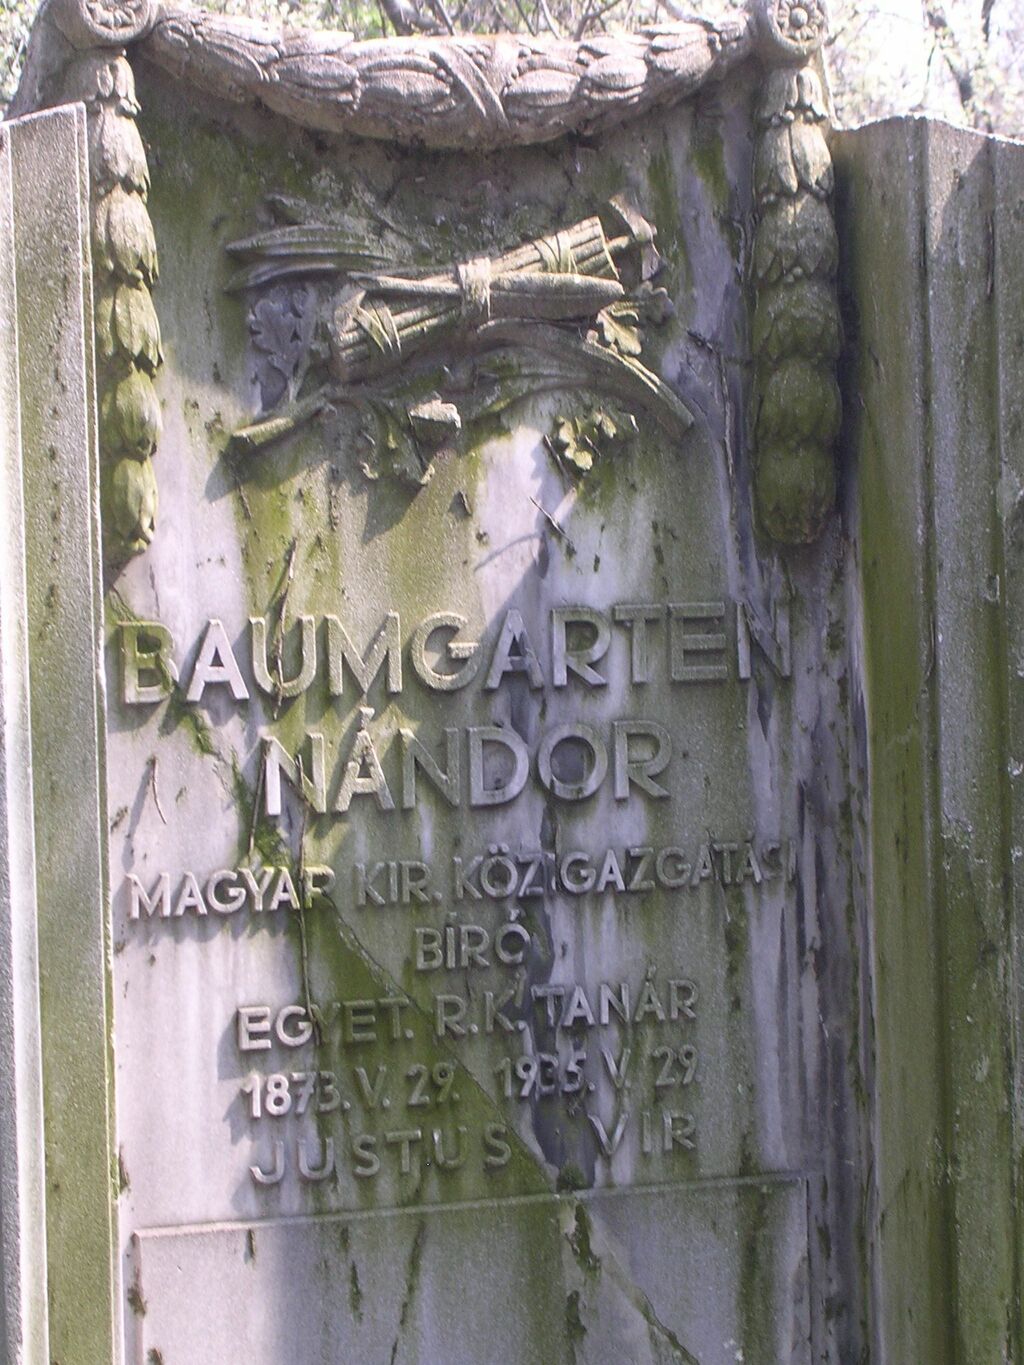 BAUMGARTEN
NÁNDOR
MAGYAR KIR. KÖZIGAZGATÁSI
BÍRÓ
EGYET. R.K. TANÁR
1873. V. 29. 1935. V. 29
JUSTUS VIR